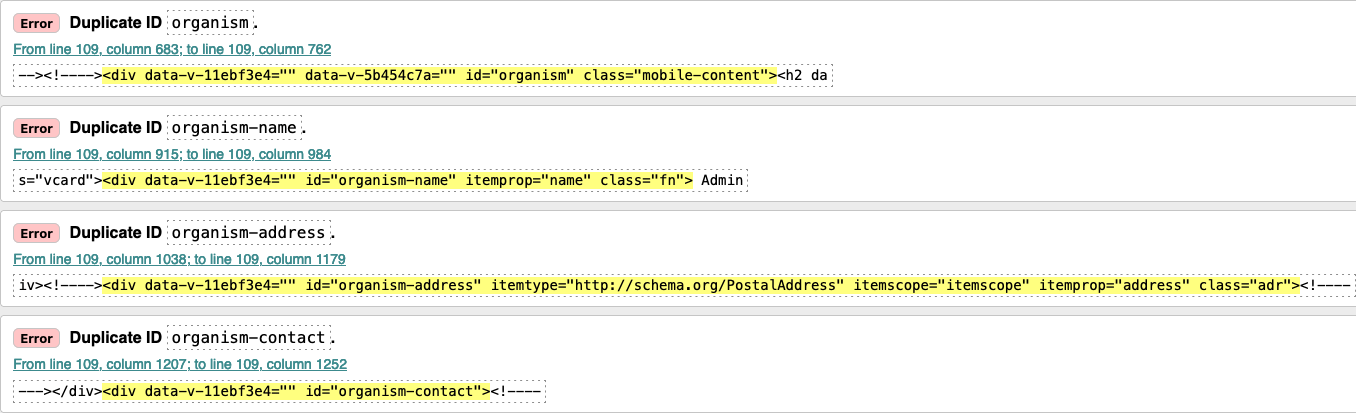 Error Duplicate ID organism.
From line 109, column 683; to line 109, column 762
--><!----><div data-v-11ebf3e4="" data-v-5b454c7a="" id="organism" class="mobile-content"><h2 da
Error Duplicate ID organism-name.
From line 109, column 915; to line 109, column 984
s="vcard"><div data-v-11ebf3e4="" id="organism-name" itemprop="name" class="fn"> Admin
Error Duplicate ID organism-address.
From line 109, column 1038; to line 109, column 1179
iv><!----><div data-v-11ebf3e4="" id="organism-address" itemtype="http://schema.org/PostalAddress" itemscope="itemscope" itemprop="address" class="adr"><!----
Error Duplicate ID organism-contact.
From line 109, column 1207; to line 109, column 1252
---></div><div data-v-11ebf3e4="" id="organism-contact"><!----